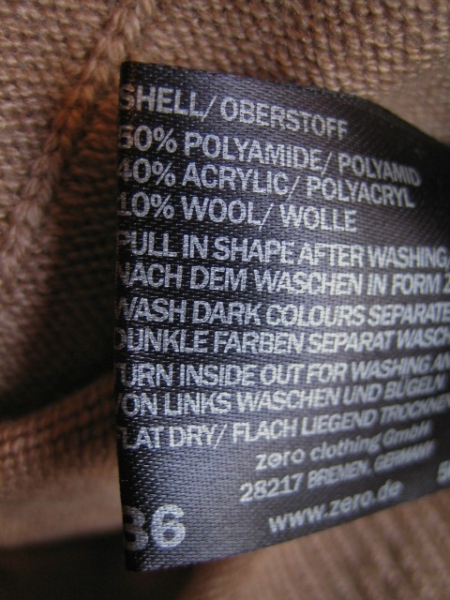 SHELL/ OBERSTOFF
50% POLYAMIDE/ POLYAMID
40% ACRYLIC/ POLYACRYL
10% WOOL/ WOLLE
PULL IN SHAPE AFTER WASHING,
NACH DEM WASCHEN IN FORM Z
WASH DARK COLOURS SEPARATE
DUNKLE FARBEN SEPARAT WASCH
TURN INSIDE OUT FOR WASHING AN
VON LINKS WASCHEN UND BÜGELN
FLAT DRY/ FLACH LIEGEND TROCKNEN
zero clothing GmbH
28217 BREMEN, GERMANY
www.zero.de
36